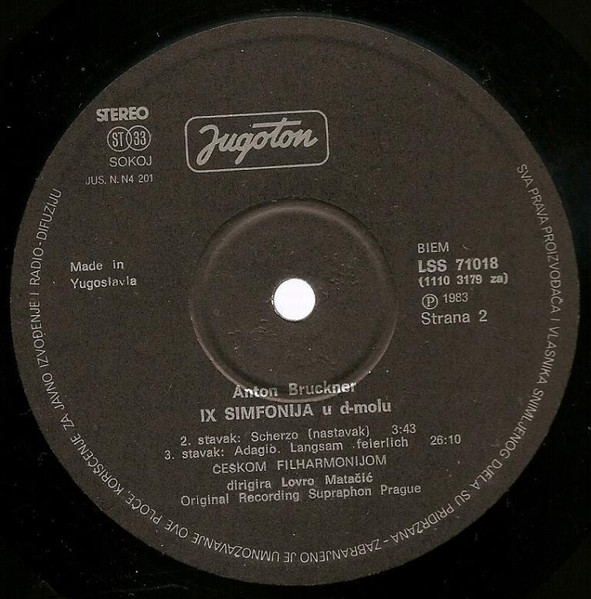 STEREO
ST 33
SOKOJ
JUS. N. N4 201
Jugoton
Made in
Yugoslavia
BIEM
LSS 71018
(1110 3179 za)
Ⓟ 1983
Strana 2
Anton Bruckner
IX SIMFONIJA u d-molu
2. stavak: Scherzo (nastavak) 3:43
3. stavak: Adagio. Langsam feierlich 26:10
ČESKOM FILHARMONIJOM
dirigira Lovro Matačić
Original Recording Supraphon Prague
SVA PRAVA PROIZVOĐAČA I VLASNIKA SNIMLJENOG DJELA SU PRIDRŽANA - ZABRANJENO JE UMNOŽAVANJE OVE PLOČE, KORIŠĆENJE ZA JAVNO IZVOĐENJE I RADIO-DIFUZIJU